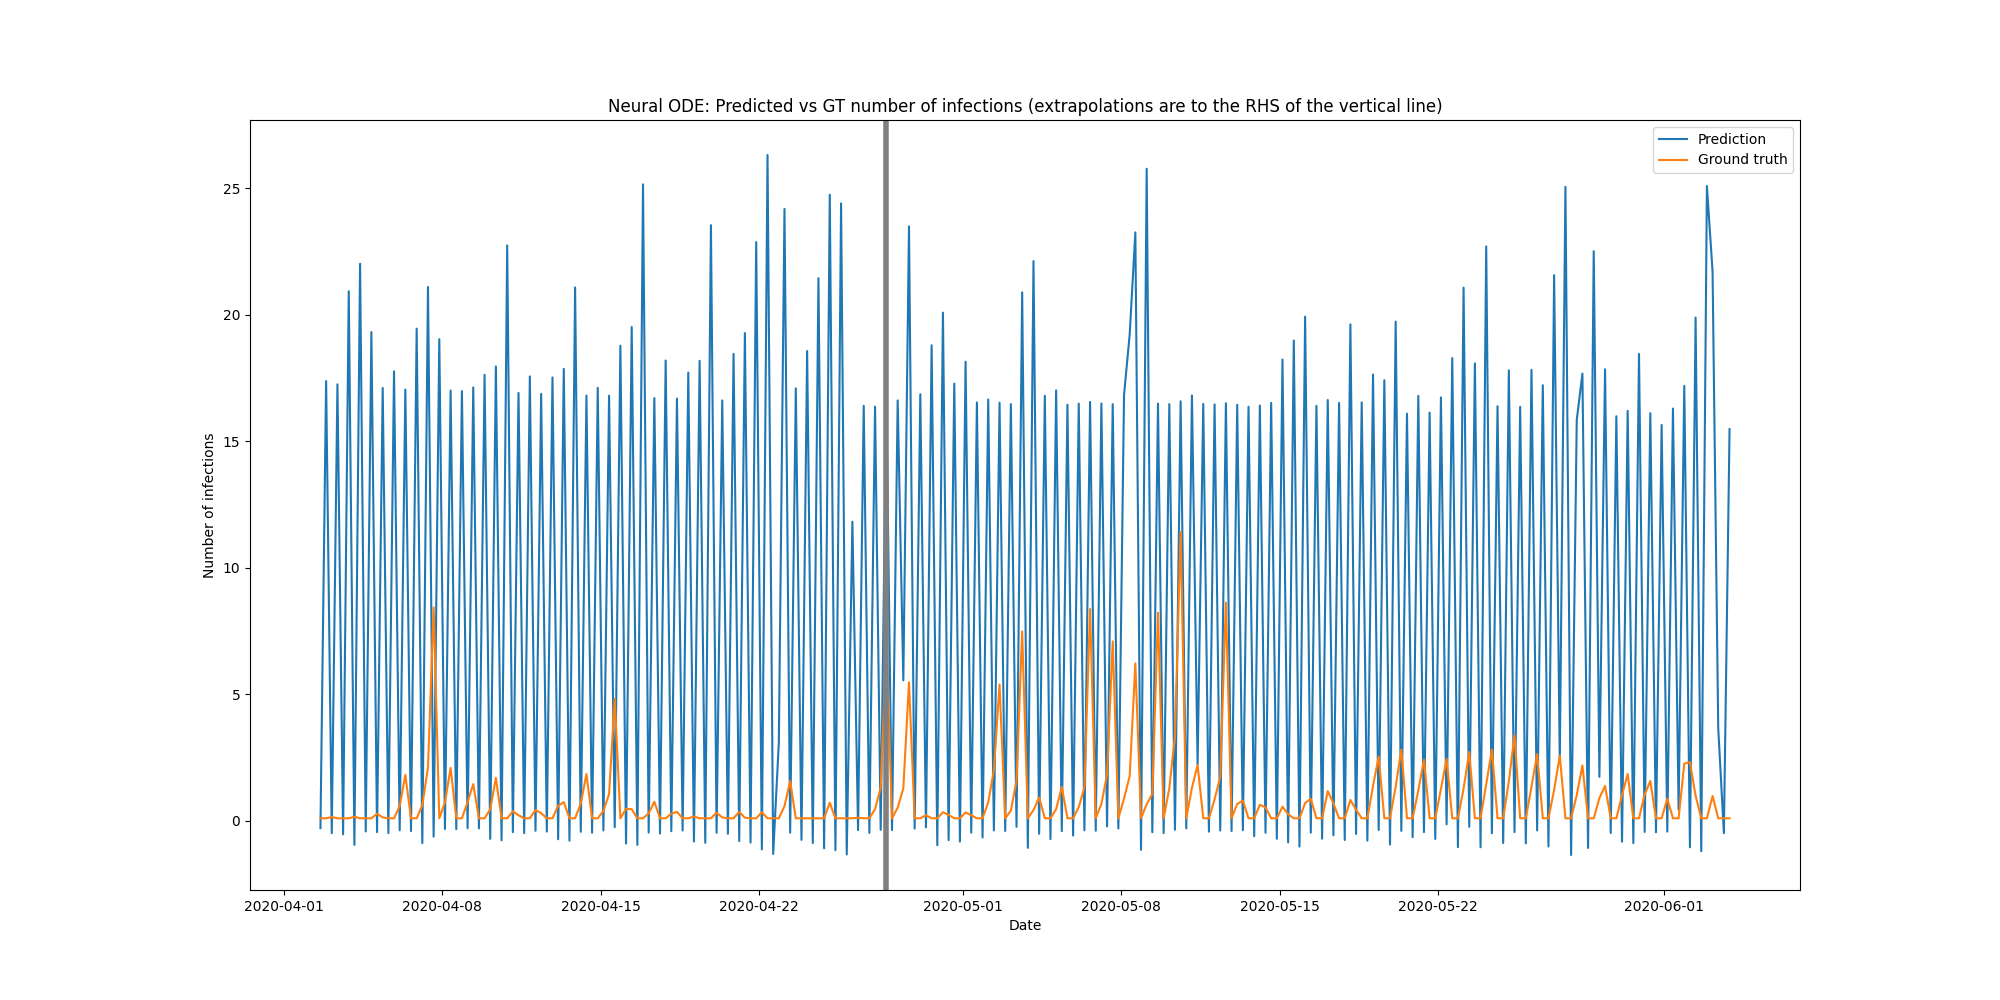 Neural ODE: Predicted vs GT number of infections (extrapolations are to the RHS of the vertical line)
Prediction
Ground truth
25
20
15
10
5
0
Number of infections
2020-04-01 2020-04-08 2020-04-15 2020-04-22 2020-05-01 2020-05-08 2020-05-15 2020-05-22 2020-06-01
Date